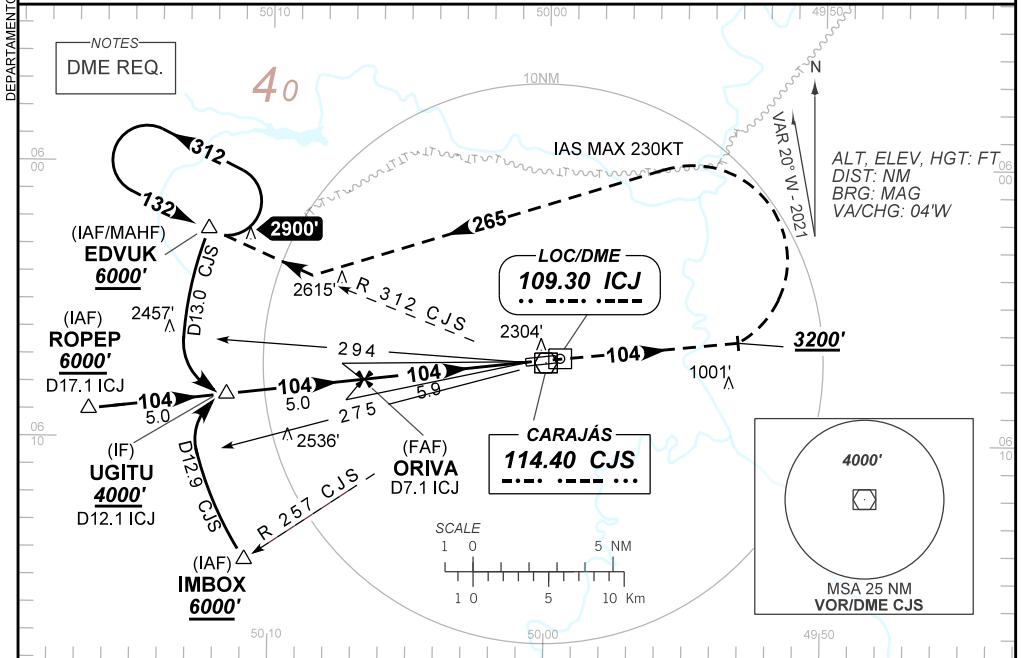 DEPARTAMENTO
50 10
50 00
49 50
NOTES
DME REQ.
40
10NM
N
VAR 20° W - 2021
IAS MAX 230KT
ALT, ELEV, HGT: FT
DIST: NM
BRG: MAG
VA/CHG: 04'W
06
00
06
00
312
132
2900'
265
(IAF/MAHF)
EDVUK
6000'
LOC/DME
109.30 ICJ
2615'
R 312 CJS
D13.0 CJS
2457'
2304'
3200'
(IAF)
ROPEP
6000'
D17.1 ICJ
294
104
104
104
104
5.0
5.0
5.9
275
1001'
06
10
06
10
2536'
(IF)
UGITU
4000'
D12.1 ICJ
(FAF)
ORIVA
D7.1 ICJ
CARAJÁS
114.40 CJS
4000'
D12.9 CJS
R 257 CJS
SCALE
1 0 5 NM
1 0 5 10 Km
(IAF)
IMBOX
6000'
MSA 25 NM
VOR/DME CJS
50 10
50 00
49 50